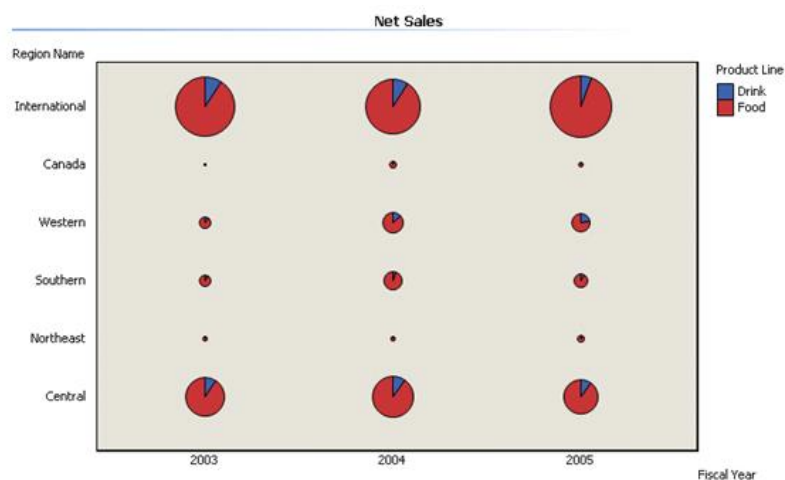 Net Sales
Region Name
Product Line
Drink
Food
International
Canada
Western
Southern
Northeast
Central
2003 2004 2005
Fiscal Year